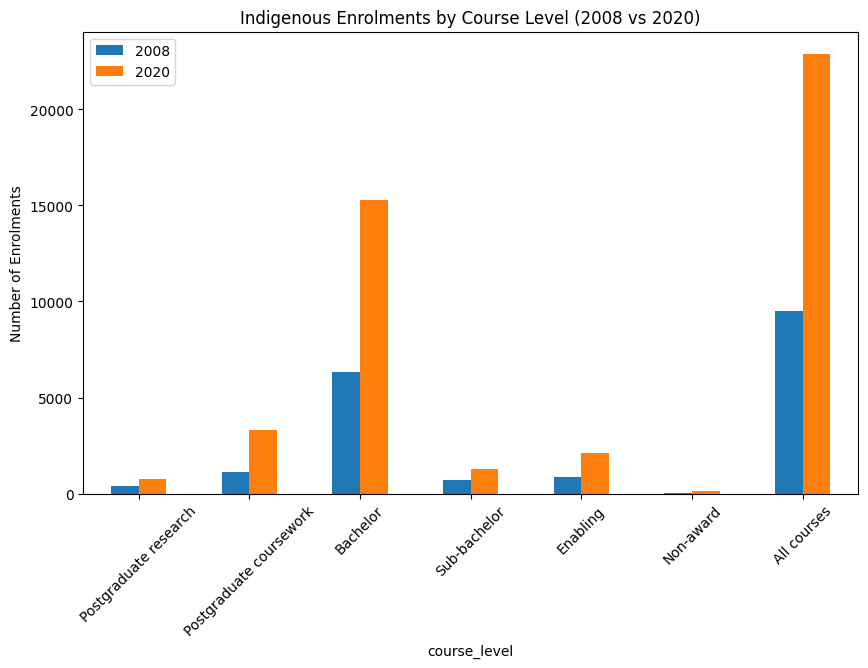 Indigenous Enrolments by Course Level (2008 vs 2020)
2008
2020
Number of Enrolments
20000
15000
10000
5000
0
Postgraduate research
Postgraduate coursework
Bachelor
Sub-bachelor
Enabling
Non-award
All courses
course_level